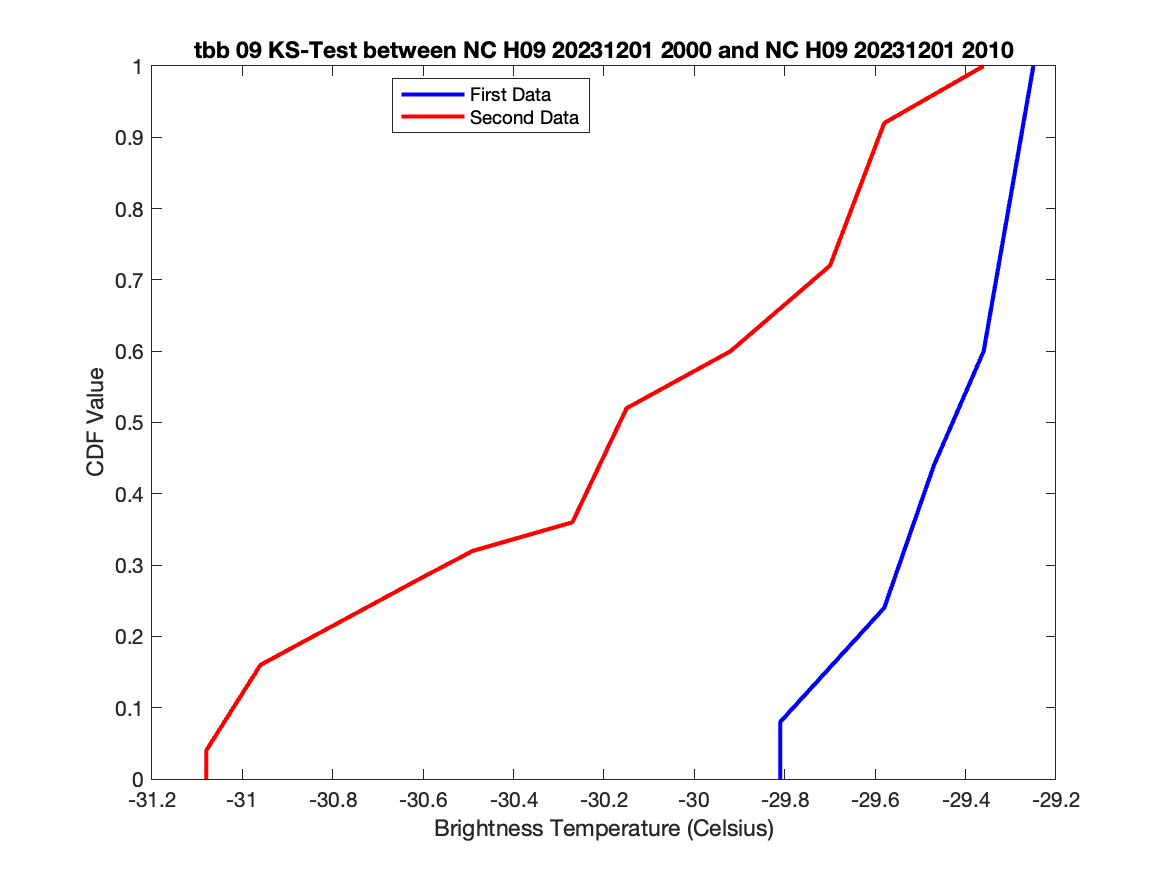 tbb 09 KS-Test between NC H09 20231201 2000 and NC H09 20231201 2010
First Data
Second Data
CDF Value
1
0.9
0.8
0.7
0.6
0.5
0.4
0.3
0.2
0.1
0
-31.2 -31 -30.8 -30.6 -30.4 -30.2 -30 -29.8 -29.6 -29.4 -29.2
Brightness Temperature (Celsius)